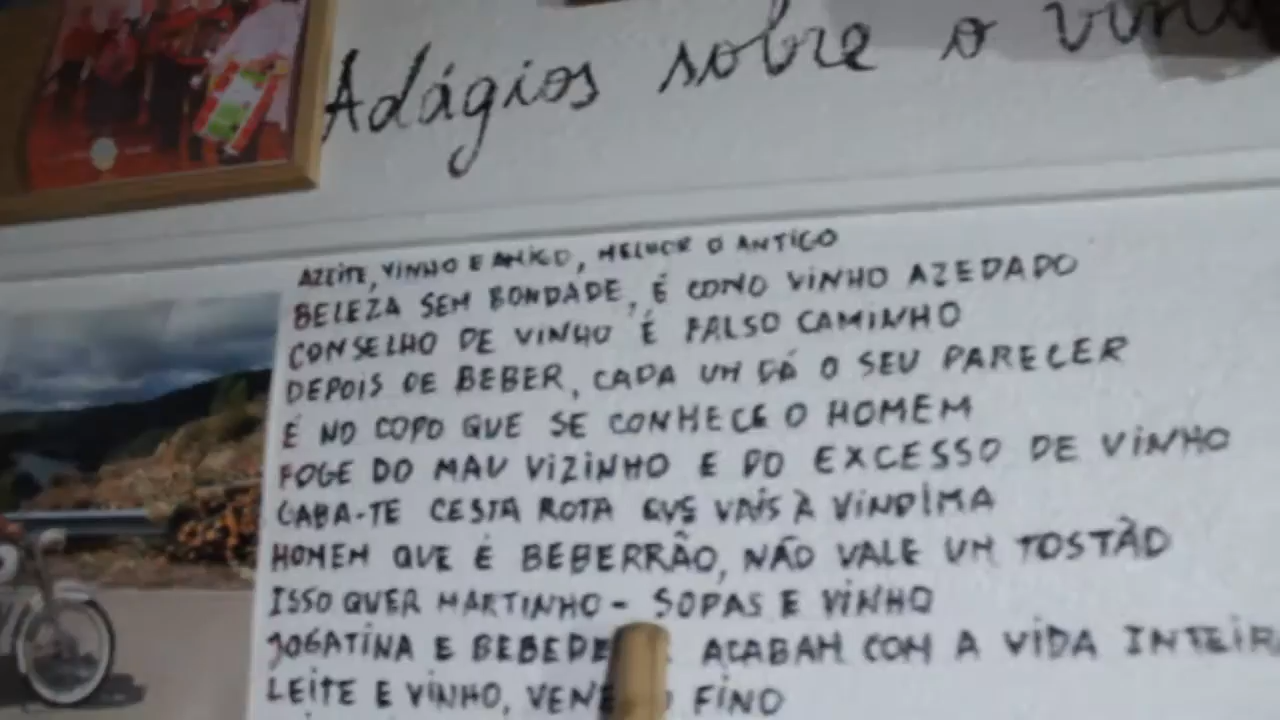 Adágios sobre o vinho
AZEITE, VINHO E AMIGO, MELHOR O ANTIGO
BELEZA SEM BONDADE, É COMO VINHO AZEDADO
CONSELHO DE VINHO É FALSO CAMINHO
DEPOIS DE BEBER, CADA UM DÁ O SEU PARECER
É NO COPO QUE SE CONHECE O HOMEM
FOGE DO MAU VIZINHO E DO EXCESSO DE VINHO
GABA-TE CESTA ROTA QUE VAIS À VINDIMA
HOMEM QUE É BEBERRÃO, NÃO VALE UM TOSTÃO
ISSO QUER MARTINHO - SOPAS E VINHO
JOGATINA E ACABAM COM A VIDA
LEITE E VINHO, FINO